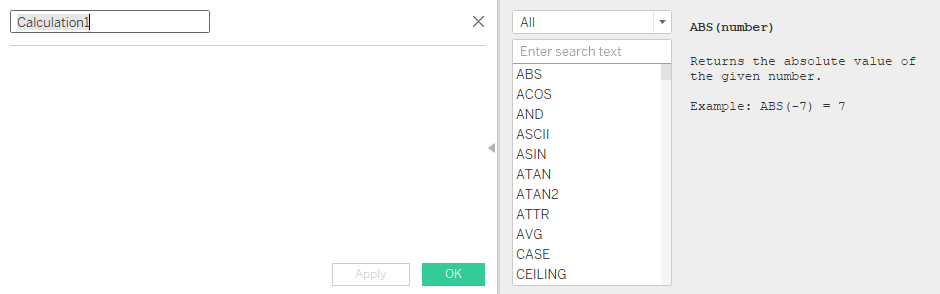 Calculation1
Apply
OK
All
Enter search text
ABS
ACOS
AND
ASCII
ASIN
ATAN
ATAN2
ATTR
AVG
CASE
CEILING
ABS(number)
Returns the absolute value of
the given number.
Example: ABS(-7) = 7